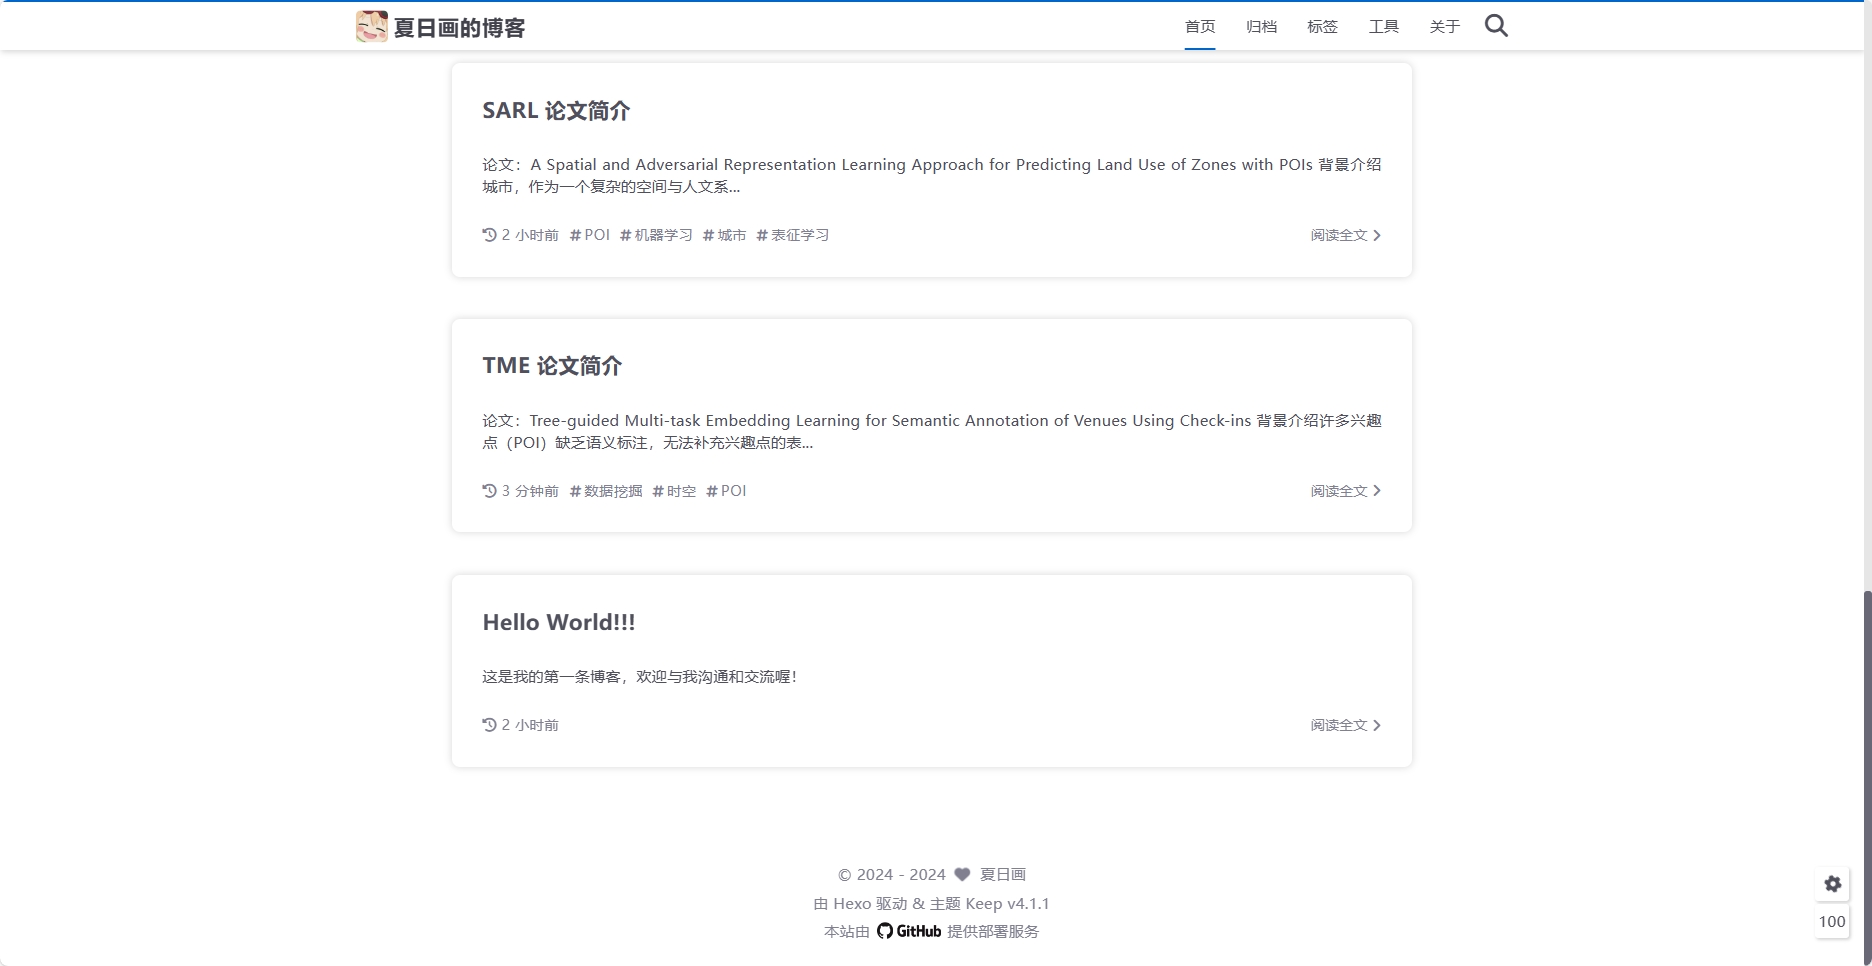 夏日画的博客
首页 归档 标签 工具 关于
SARL 论文简介
论文：A Spatial and Adversarial Representation Learning Approach for Predicting Land Use of Zones with POIs 背景介绍
城市，作为一个复杂的空间与人文系...
2 小时前 #POI #机器学习 #城市 #表征学习 阅读全文
TME 论文简介
论文：Tree-guided Multi-task Embedding Learning for Semantic Annotation of Venues Using Check-ins 背景介绍许多兴趣
点（POI）缺乏语义标注，无法补充兴趣点的表...
3 分钟前 #数据挖掘 #时空 #POI 阅读全文
Hello World!!!
这是我的第一条博客，欢迎与我沟通和交流喔！
2 小时前 阅读全文
© 2024 - 2024 夏日画
由 Hexo 驱动 & 主题 Keep v4.1.1
100
本站由 GitHub 提供部署服务